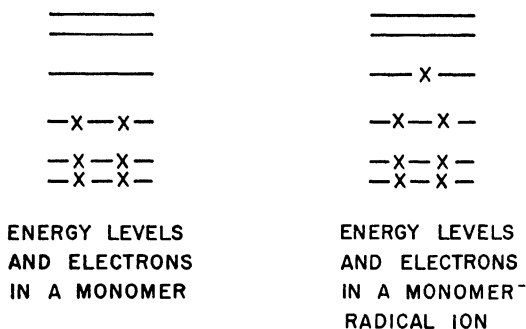 ENERGY LEVELS
AND ELECTRONS
IN A MONOMER
ENERGY LEVELS
AND ELECTRONS
IN A MONOMER⁻
RADICAL ION